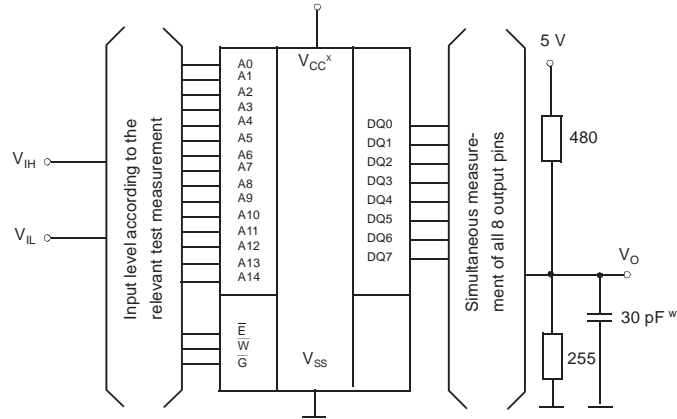 5 V
V_CC^x
A0
A1
A2
A3
A4
A5
A6
A7
A8
A9
A10
A11
A12
A13
A14
E
W
G
V_SS
DQ0
DQ1
DQ2
DQ3
DQ4
DQ5
DQ6
DQ7
V_IH
V_IL
Input level according to the
relevant test measurement
Simultaneous measure-
ment of all 8 output pins
480
V_O
30 pF ^w
255